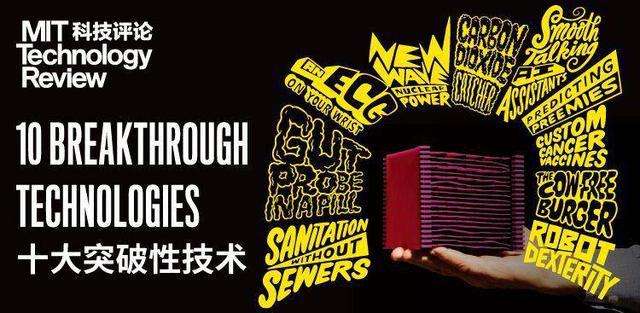 MIT 科技评论
Technology
Review
10 BREAKTHROUGH
TECHNOLOGIES
十大突破性技术
SANITATION
WITHOUT
SEWERS
GUT
PROBE
IN A PILL
AN ECG
ON YOUR WRIST
NEW
WAVE
NUCLEAR
POWER
CARBON
DIOXIDE
CATCHER
Smooth
Talking
AI
ASSISTANTS
PREDICTING
PREEMIES
CUSTOM
CANCER
VACCINES
THE COW-FREE
BURGER
ROBOT
DEXTERITY